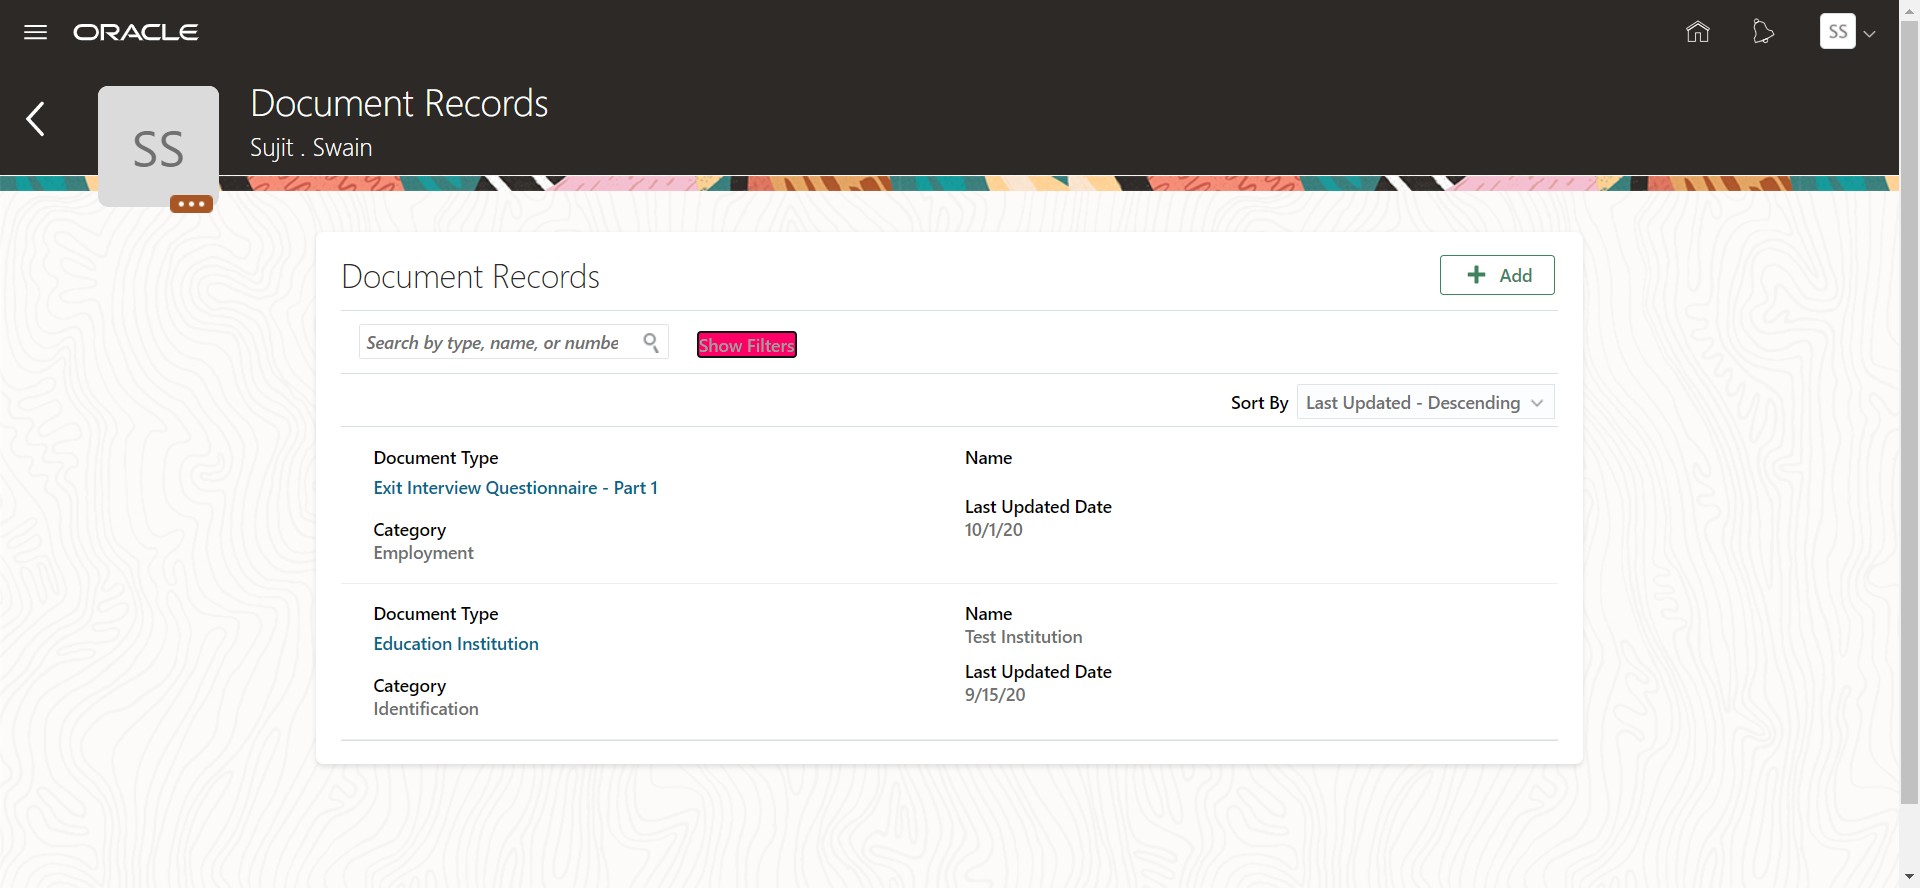 ORACLE
SS
SS
Document Records
Sujit . Swain
Document Records
Add
Search by type, name, or numbe
Show Filters
Sort By Last Updated - Descending
Document Type
Exit Interview Questionnaire - Part 1
Category
Employment
Name
Last Updated Date
10/1/20
Document Type
Education Institution
Category
Identification
Name
Test Institution
Last Updated Date
9/15/20